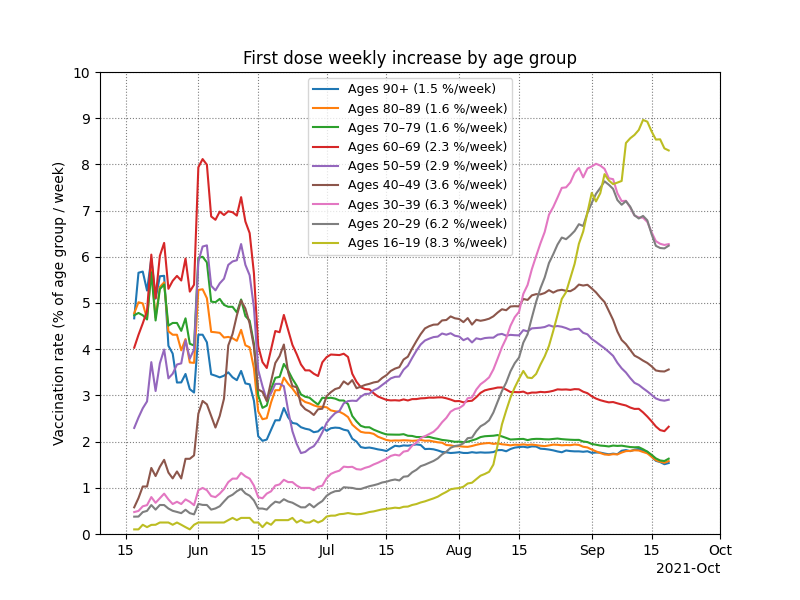 First dose weekly increase by age group
Vaccination rate (% of age group / week)
10
9
8
7
6
5
4
3
2
1
0
Ages 90+ (1.5 %/week)
Ages 80–89 (1.6 %/week)
Ages 70–79 (1.6 %/week)
Ages 60–69 (2.3 %/week)
Ages 50–59 (2.9 %/week)
Ages 40–49 (3.6 %/week)
Ages 30–39 (6.3 %/week)
Ages 20–29 (6.2 %/week)
Ages 16–19 (8.3 %/week)
15 Jun 15 Jul 15 Aug 15 Sep 15 Oct
2021-Oct